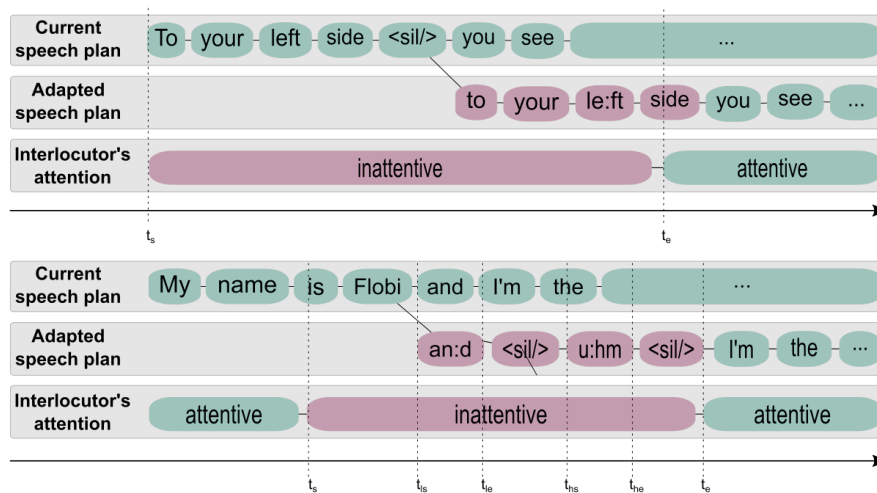 Current
speech plan
To your left side <sil/> you see ...
Adapted
speech plan
to your le:ft side you see ...
Interlocutor's
attention
inattentive attentive
ts te
Current
speech plan
My name is Flobi and I'm the ...
Adapted
speech plan
an:d <sil/> u:hm <sil/> I'm the ...
Interlocutor's
attention
attentive inattentive attentive
ts tls tle ths the te